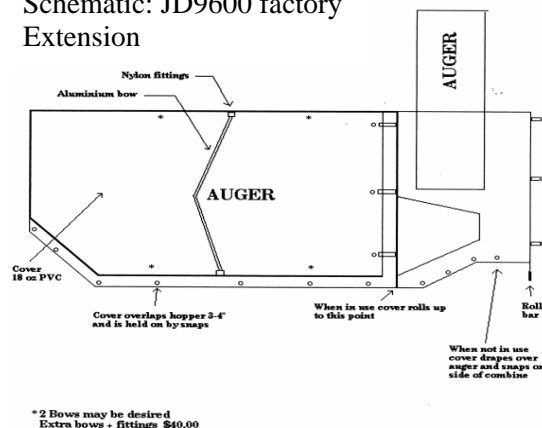 Schematic: JD9600 factory
Extension
AUGER
Nylon fittings
Aluminium bow
*
*
AUGER
Cover
18 oz PVC
*
*
Cover overlaps hopper 3-4"
and is held on by snaps
When in use cover rolls up
to this point
Roll
bar
When not in use
cover drapes over
auger and snaps on
side of combine
*2 Bows may be desired
Extra bows + fittings $40.00